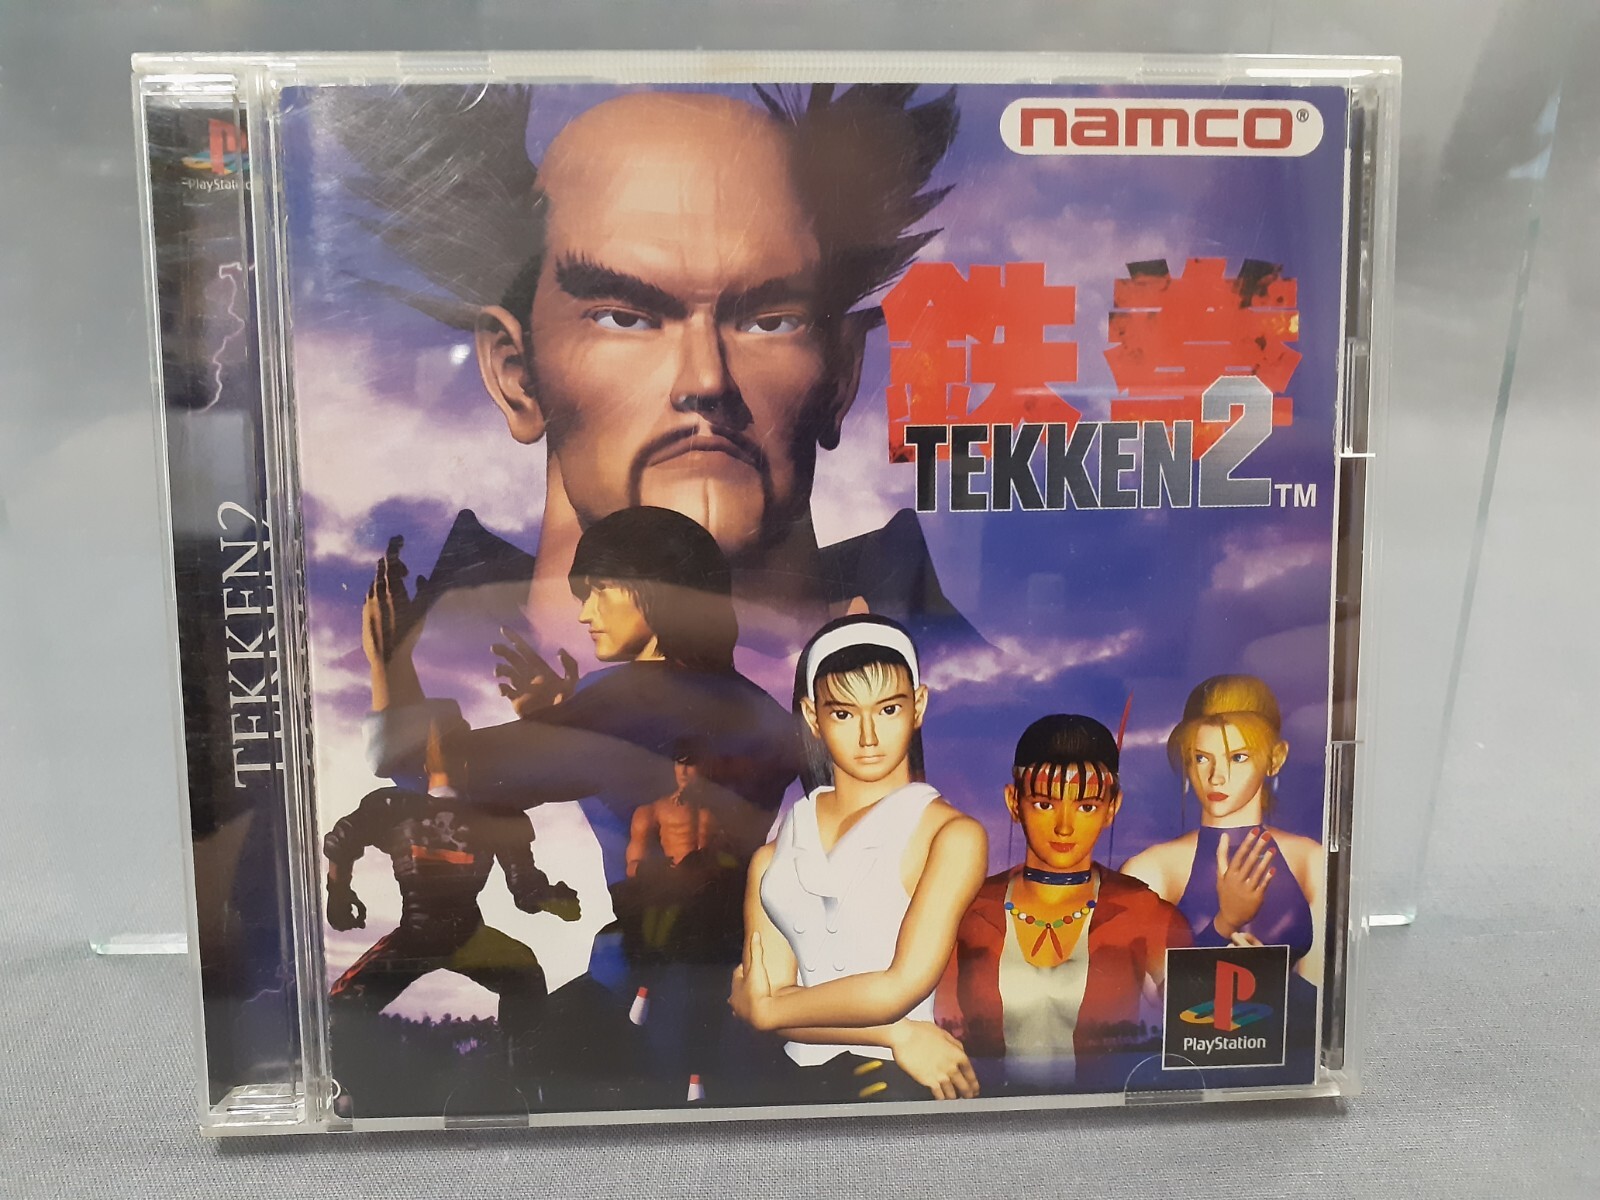 namco®
鉄拳
TEKKEN2™
PlayStation
PlayStation
TEKKEN2